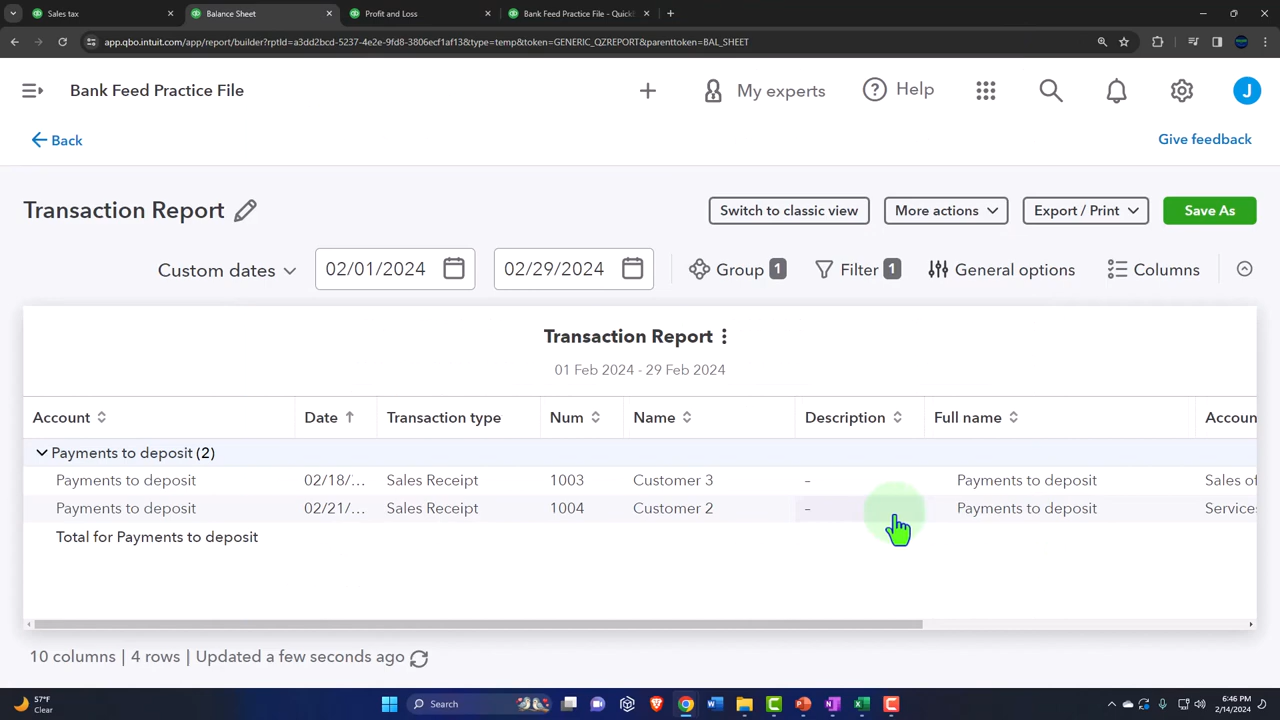 Sales tax
Balance Sheet
Profit and Loss
Bank Feed Practice File - Quick
app.qbo.intuit.com/app/report/builder?rptId=a3dd2bcd-5237-4e2e-9fd8-3806ecf1af13&type=temp&token=GENERIC_QZREPORT&parenttoken=BAL_SHEET
Bank Feed Practice File
My experts
Help
J
Back
Give feedback
Transaction Report
Switch to classic view
More actions
Export / Print
Save As
Custom dates
02/01/2024
02/29/2024
Group 1
Filter 1
General options
Columns
Transaction Report
01 Feb 2024 - 29 Feb 2024
Account Date Transaction type Num Name Description Full name Accoun
Payments to deposit (2)
Payments to deposit 02/18/... Sales Receipt 1003 Customer 3 – Payments to deposit Sales of
Payments to deposit 02/21/... Sales Receipt 1004 Customer 2 – Payments to deposit Services
Total for Payments to deposit
10 columns | 4 rows | Updated a few seconds ago
57°F
Clear
Search
6:46 PM
2/14/2024